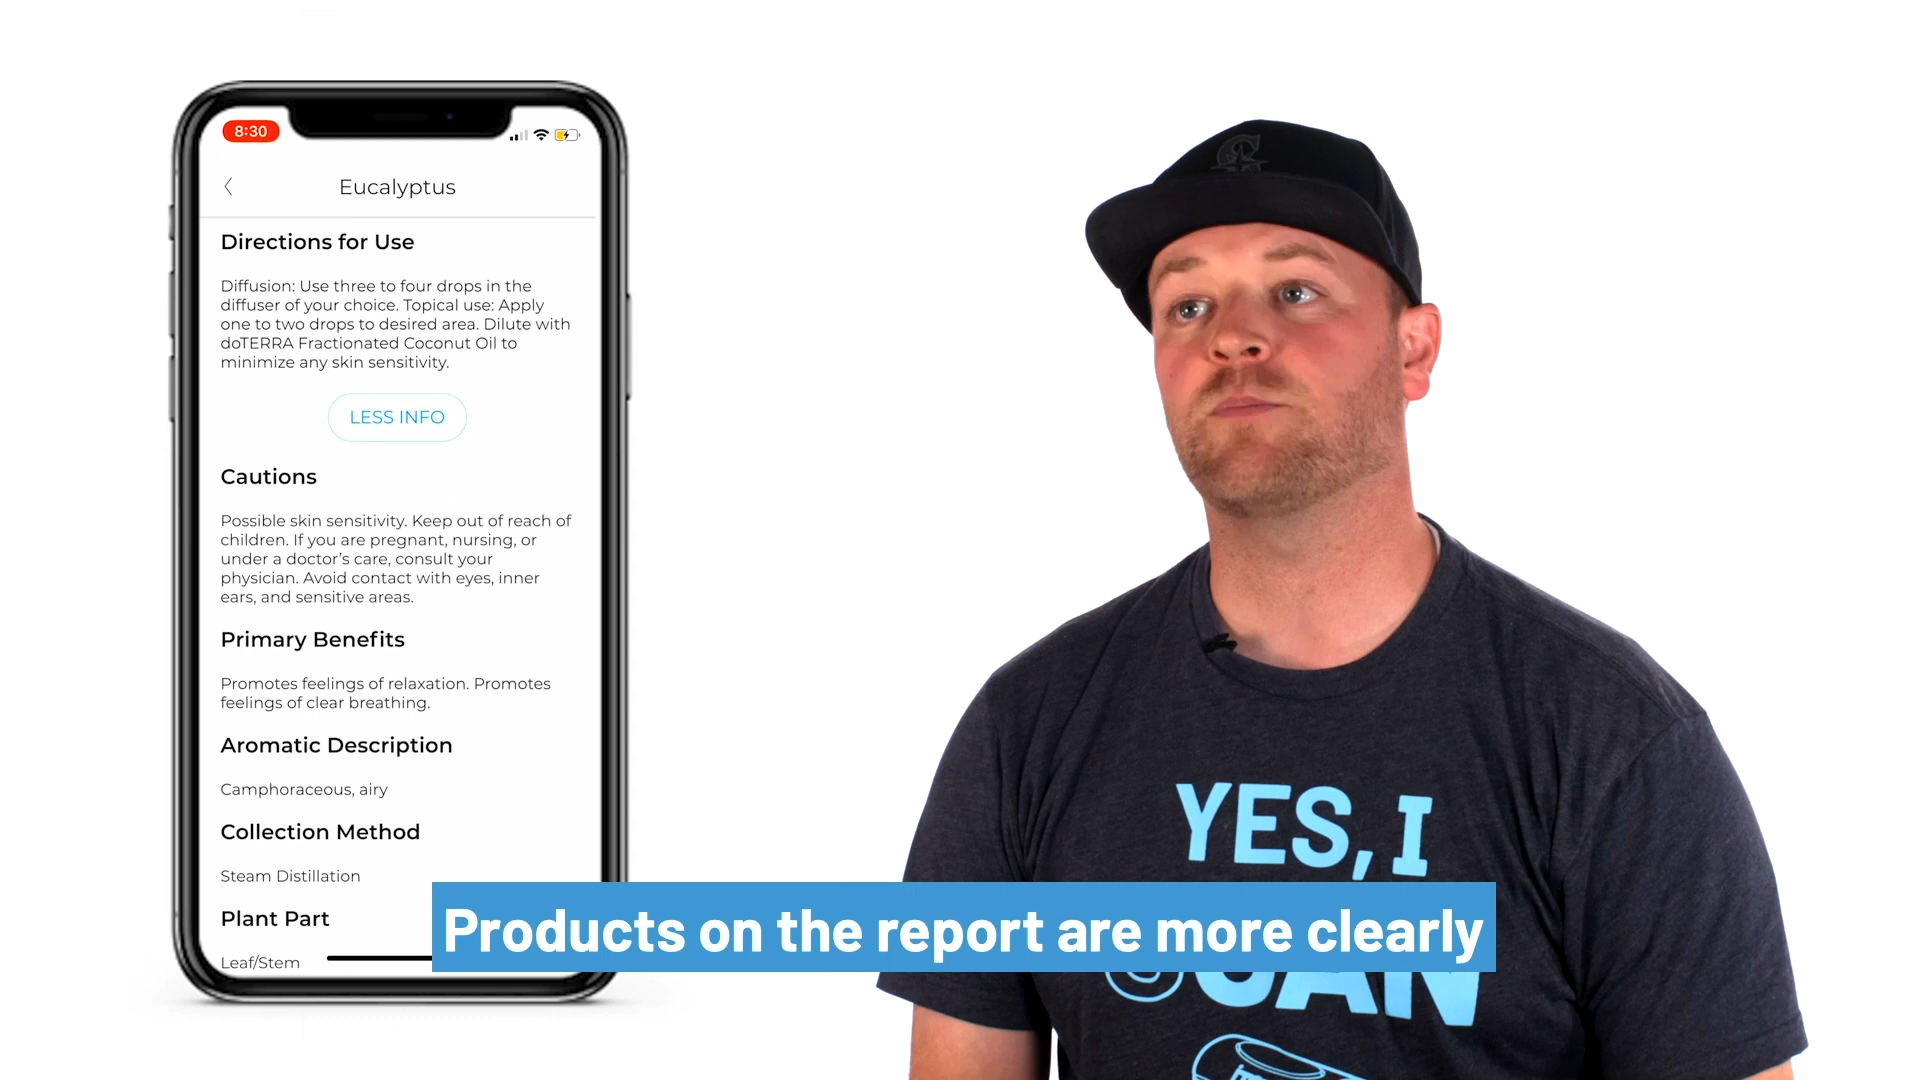 8:30
Eucalyptus
Directions for Use
Diffusion: Use three to four drops in the
diffuser of your choice. Topical use: Apply
one to two drops to desired area. Dilute with
doTERRA Fractionated Coconut Oil to
minimize any skin sensitivity.
LESS INFO
Cautions
Possible skin sensitivity. Keep out of reach of
children. If you are pregnant, nursing, or
under a doctor’s care, consult your
physician. Avoid contact with eyes, inner
ears, and sensitive areas.
Primary Benefits
Promotes feelings of relaxation. Promotes
feelings of clear breathing.
Aromatic Description
Camphoraceous, airy
Collection Method
Steam Distillation
Plant Part
Leaf/Stem
YES, I
Products on the report are more clearly